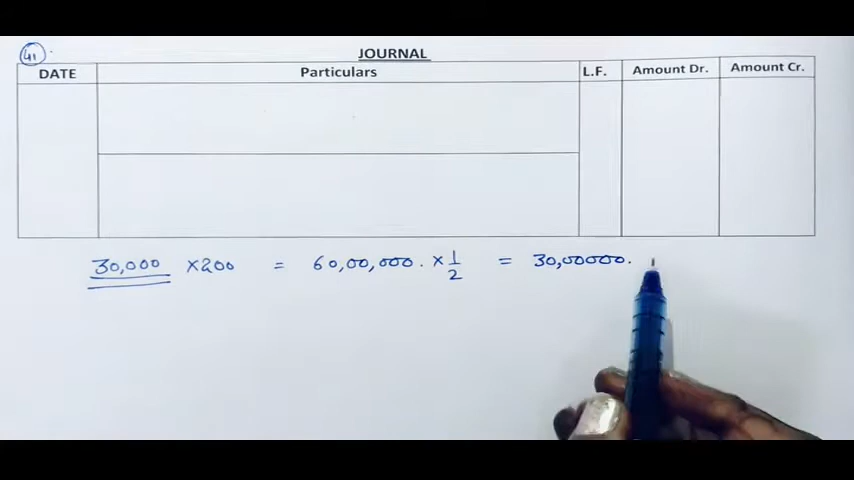 41
JOURNAL
DATE Particulars L.F. Amount Dr. Amount Cr.
30,000 ×200 = 60,00,000. × 1/2 = 30,00000.